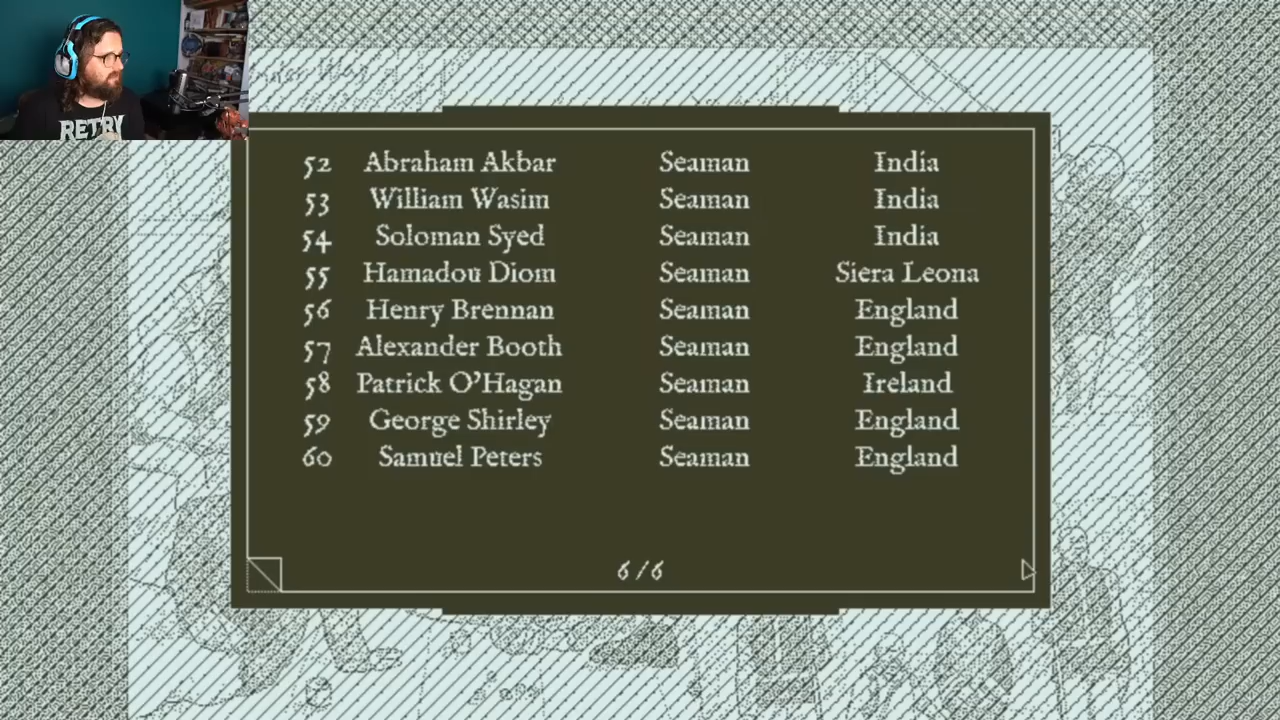 RETRY
52 Abraham Akbar Seaman India
53 William Wasim Seaman India
54 Soloman Syed Seaman India
55 Hamadou Diom Seaman Siera Leona
56 Henry Brennan Seaman England
57 Alexander Booth Seaman England
58 Patrick O'Hagan Seaman Ireland
59 George Shirley Seaman England
60 Samuel Peters Seaman England
6/6